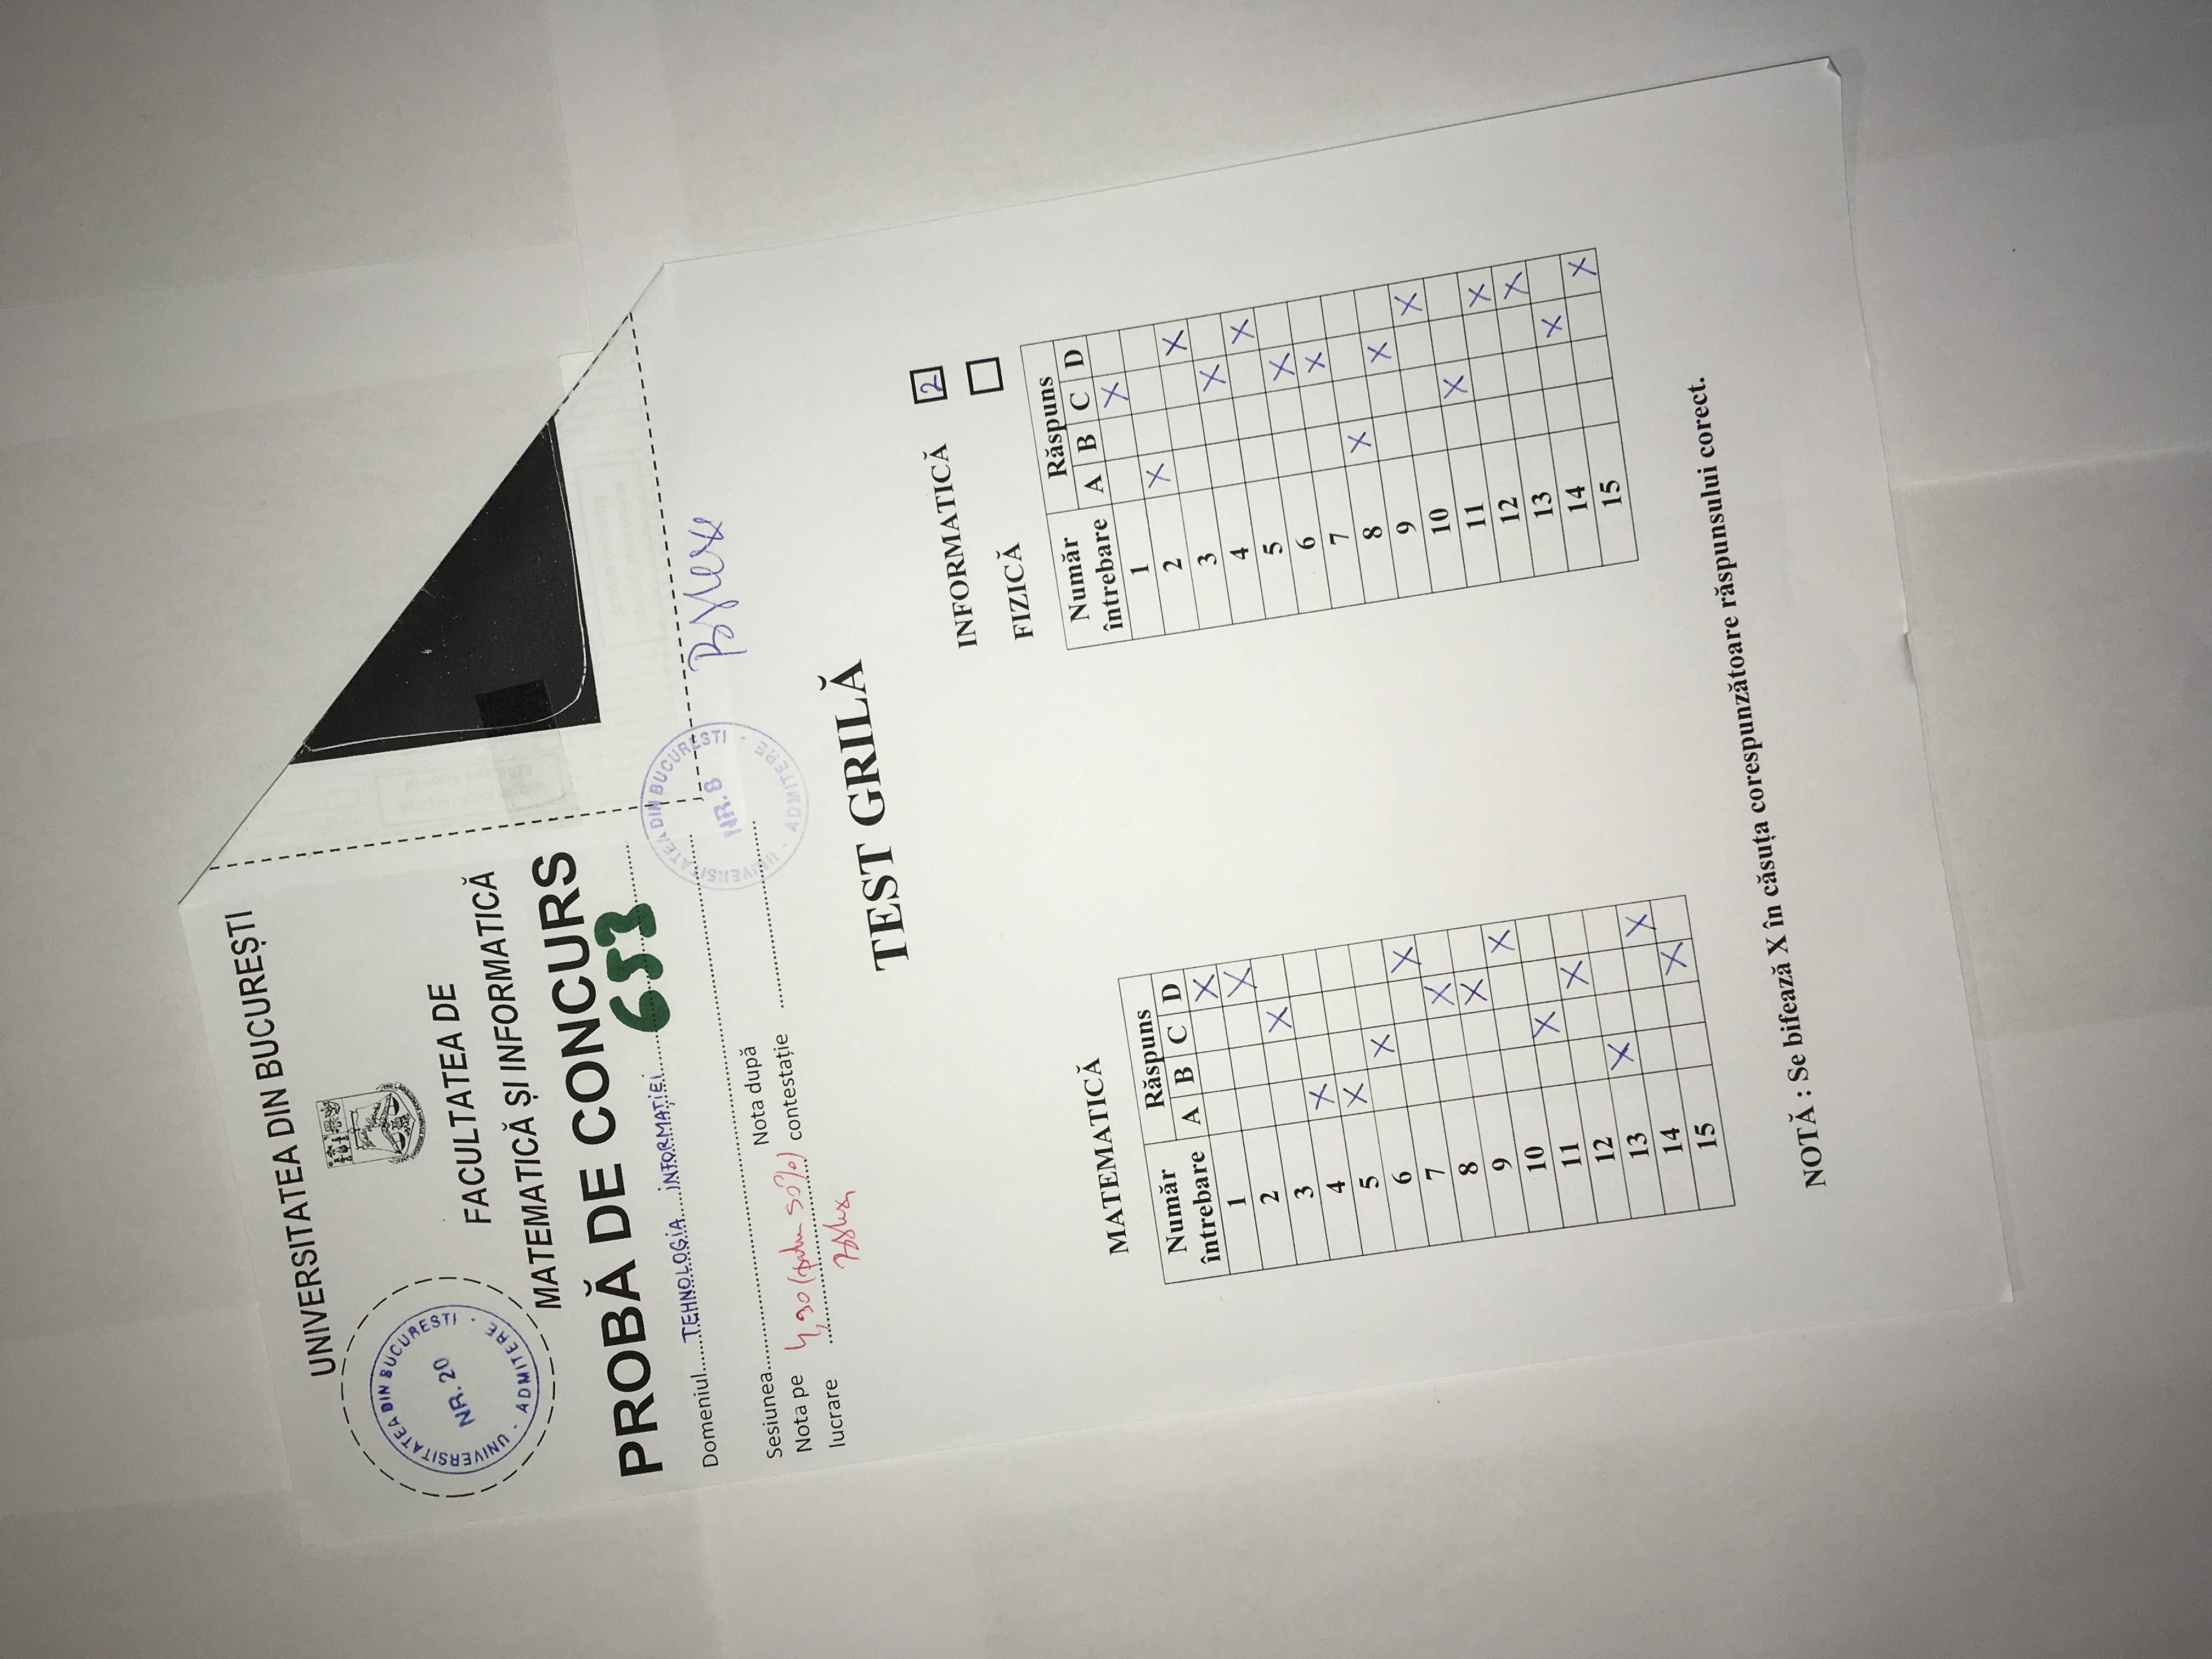 UNIVERSITATEA DIN BUCUREȘTI
UNIVERSITATEA DIN BUCURESTI - ADMITERE -
NR. 20
FACULTATEA DE
MATEMATICĂ ȘI INFORMATICĂ
PROBĂ DE CONCURS
653
Domeniul TEHNOLOGIA INFORMAȚIEI
Sesiunea
Nota pe lucrare 4,90 (pentru 50%)
Nota după contestație
UNIVERSITATEA DIN BUCURESTI - ADMITERE -
NR. 8
TEST GRILĂ
INFORMATICĂ 2
FIZICĂ
MATEMATICĂ
Număr întrebare Răspuns
A B C D
1 X
2 X
3 X
4 X
5 X
6 X
7 X
8 X
9 X
10 X
11 X
12 X
13 X
14 X
15 X
Număr întrebare Răspuns
A B C D
1 X
2 X
3 X
4 X
5 X
6 X
7 X
8 X
9 X
10 X
11 X
12 X
13 X
14 X
15 X
NOTĂ : Se bifează X în căsuța corespunzătoare răspunsului corect.